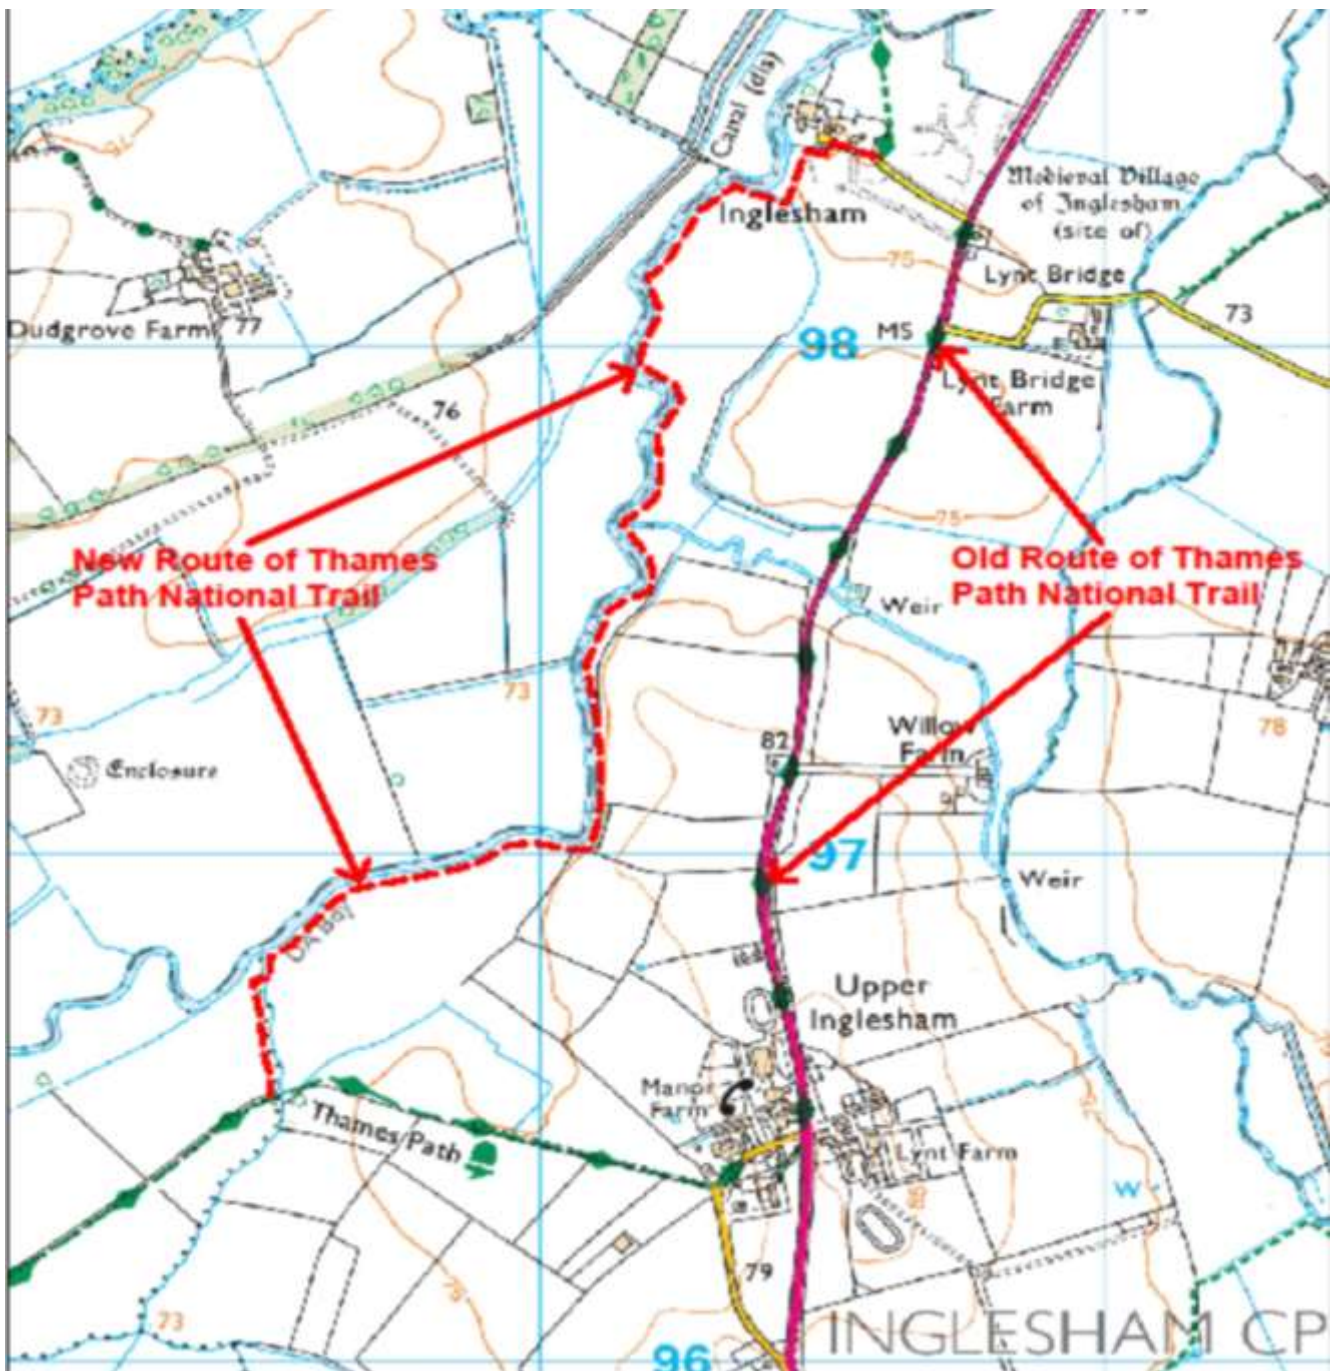 Canal (dis)
Medieval Village
of Inglesham
(site of)
Inglesham
75
Lynt Bridge
Dudgrove Farm
77
98
MS
73
Lynt Bridge
Farm
76
75
New Route of Thames
Path National Trail
Old Route of Thames
Path National Trail
Weir
73
73
82
Willow
Farm
78
Enclosure
97
Weir
Upper
Inglesham
Manor
Farm
Thames Path
Lynt Farm
W
79
73
INGLESHAM CP
96